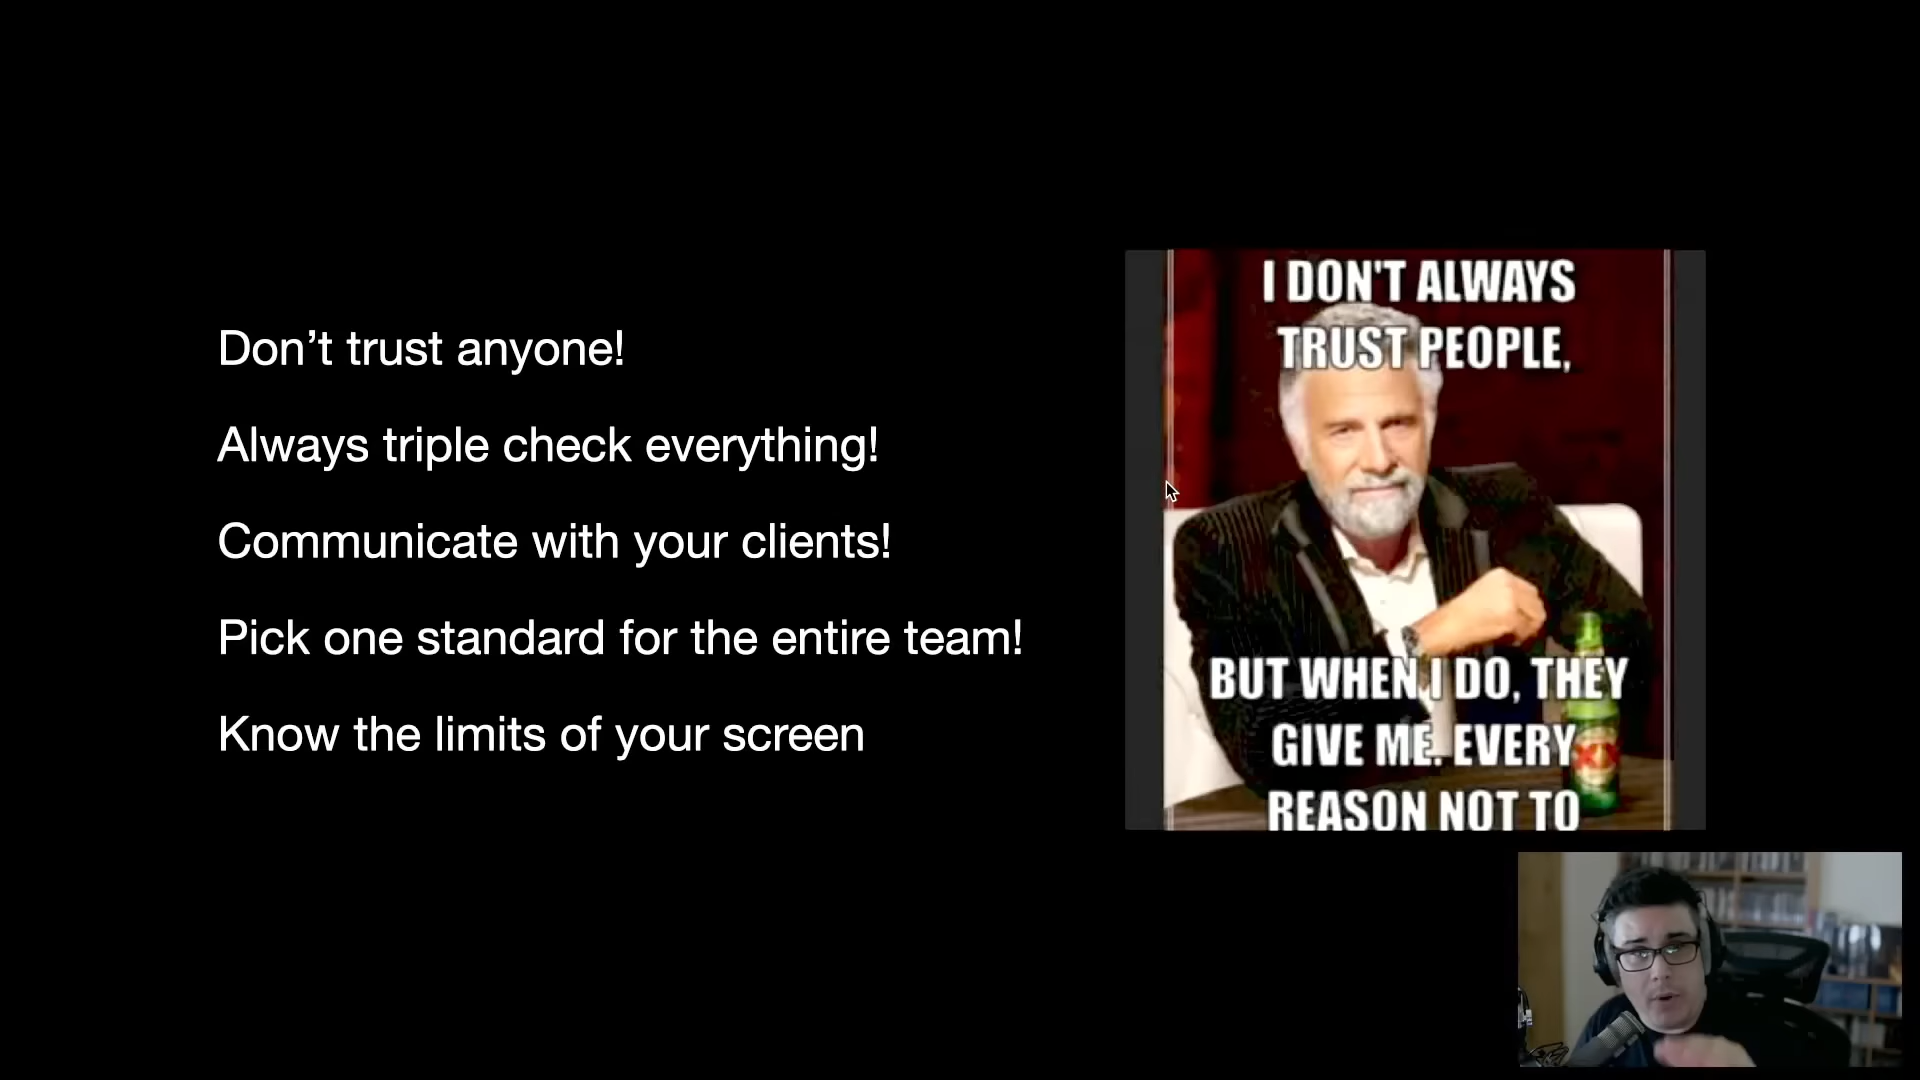 Don’t trust anyone!
Always triple check everything!
Communicate with your clients!
Pick one standard for the entire team!
Know the limits of your screen
I DON'T ALWAYS
TRUST PEOPLE,
BUT WHEN I DO, THEY
GIVE ME. EVERY
REASON NOT TO
XX